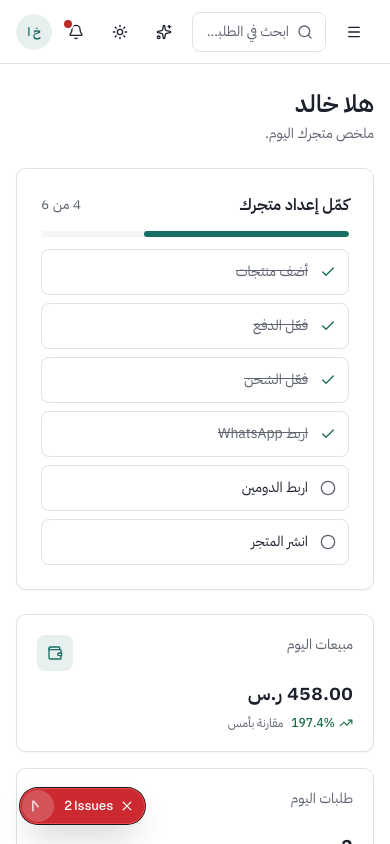 ابحث في الطلبـ...
خ ا
هلا خالد
ملخص متجرك اليوم.
كمّل إعداد متجرك
4 من 6
أضف منتجات
فعّل الدفع
فعّل الشحن
اربط WhatsApp
اربط الدومين
انشر المتجر
مبيعات اليوم
458.00 ر.س
197.4% مقارنة بأمس
طلبات اليوم
2 Issues